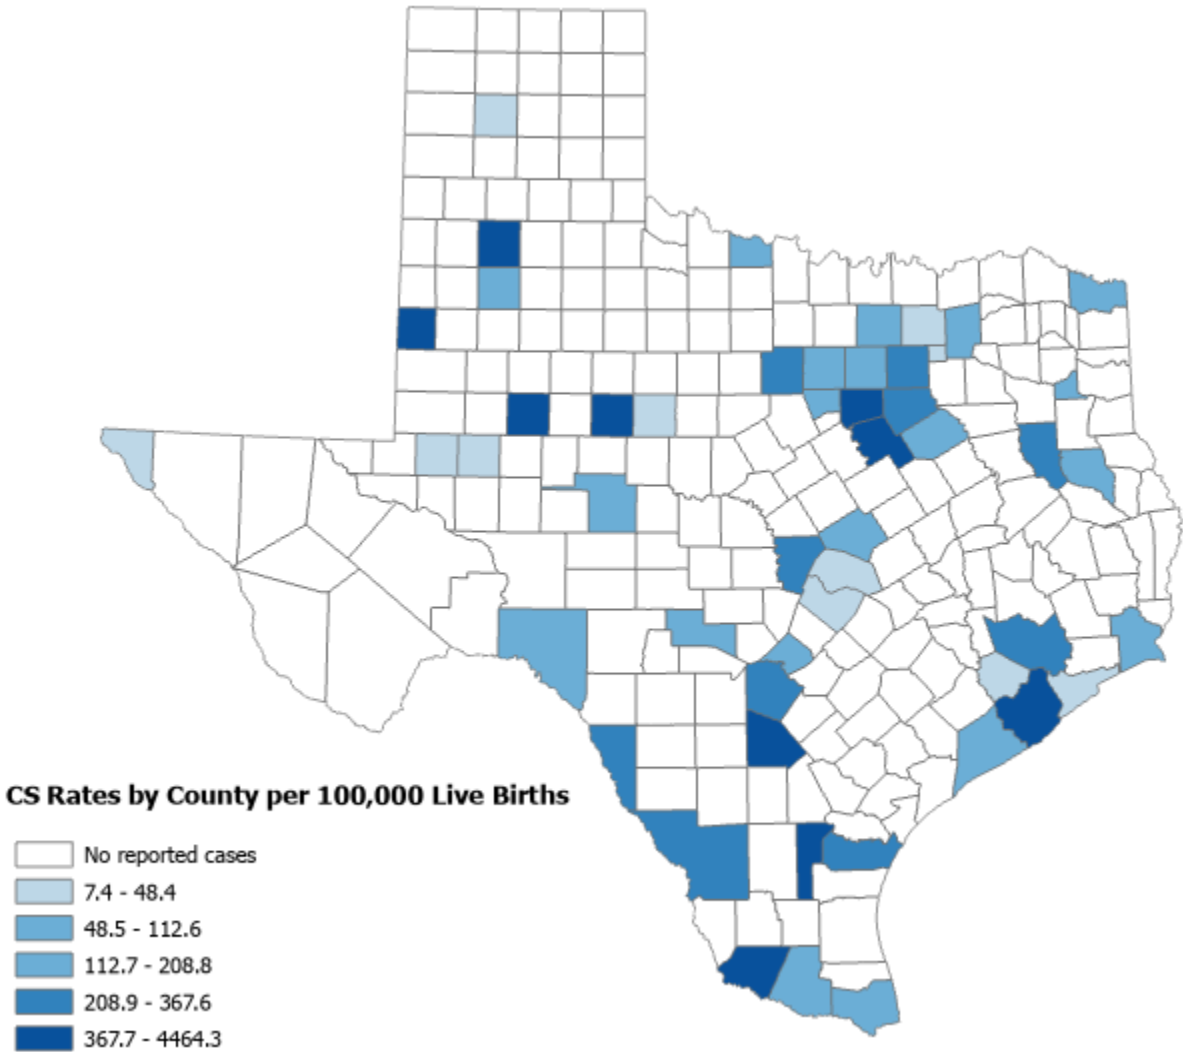 CS Rates by County per 100,000 Live Births
No reported cases
7.4 - 48.4
48.5 - 112.6
112.7 - 208.8
208.9 - 367.6
367.7 - 4464.3